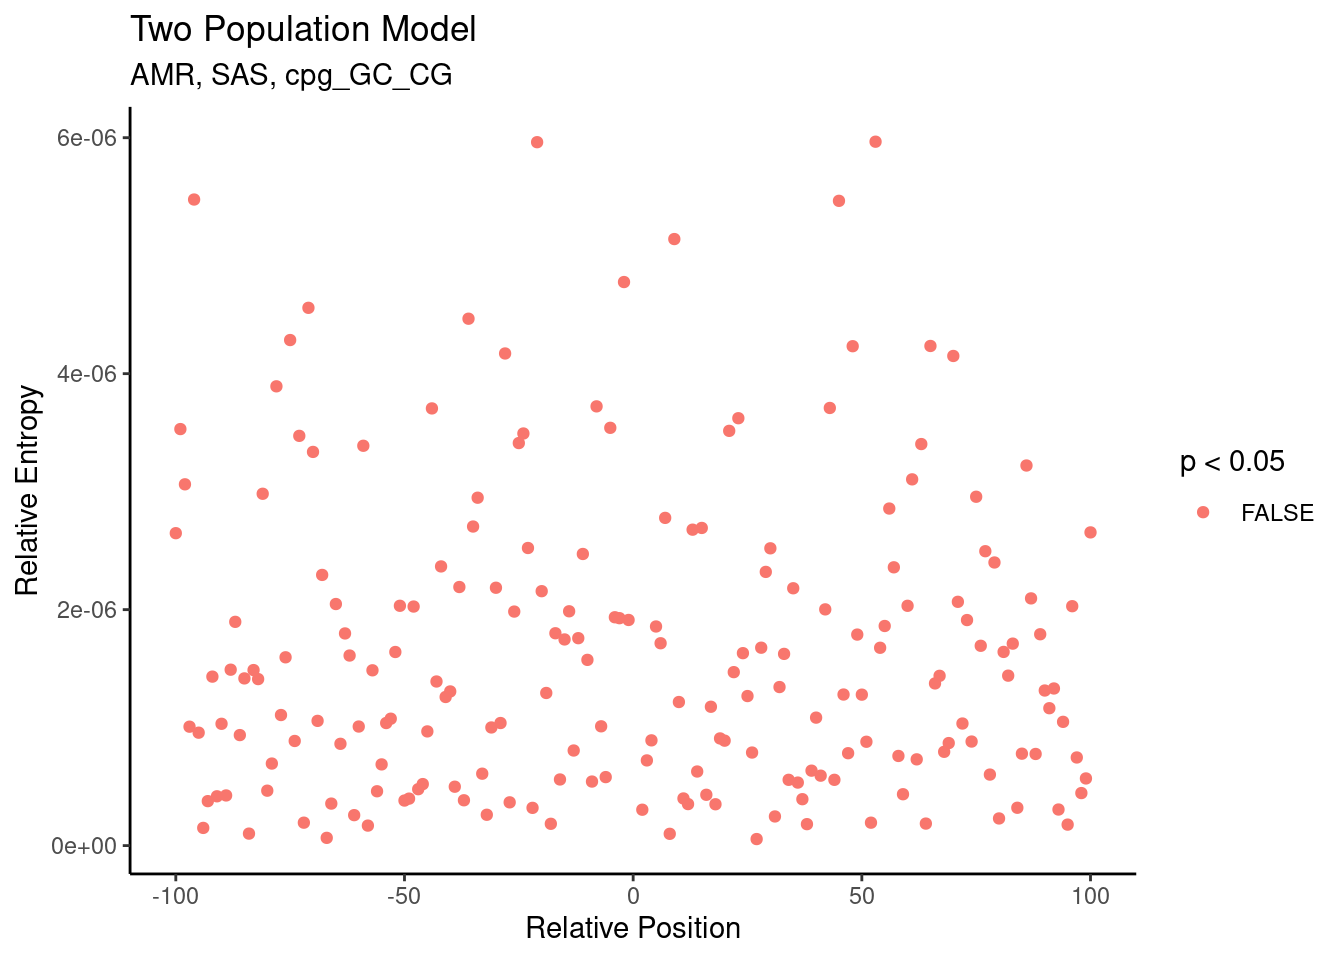 Two Population Model
AMR, SAS, cpg_GC_CG
6e-06
4e-06
2e-06
0e+00
Relative Entropy
-100
-50
0
50
100
Relative Position
p < 0.05
FALSE